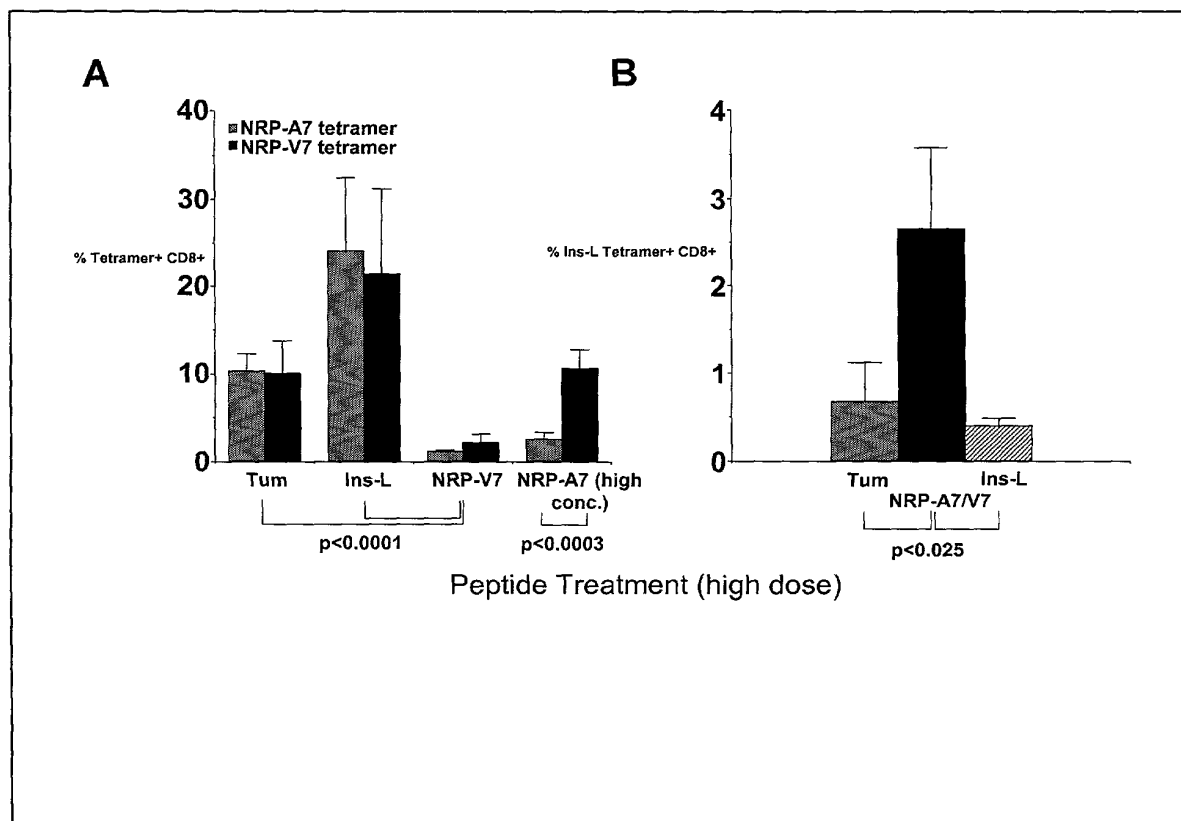 A
B
40
30
20
10
0
NRP-A7 tetramer
NRP-V7 tetramer
% Tetramer+ CD8+
Tum
Ins-L
NRP-V7
NRP-A7 (high
conc.)
p<0.0001
p<0.0003
4
3
2
1
0
% Ins-L Tetramer+ CD8+
Tum
Ins-L
NRP-A7/V7
p<0.025
Peptide Treatment (high dose)